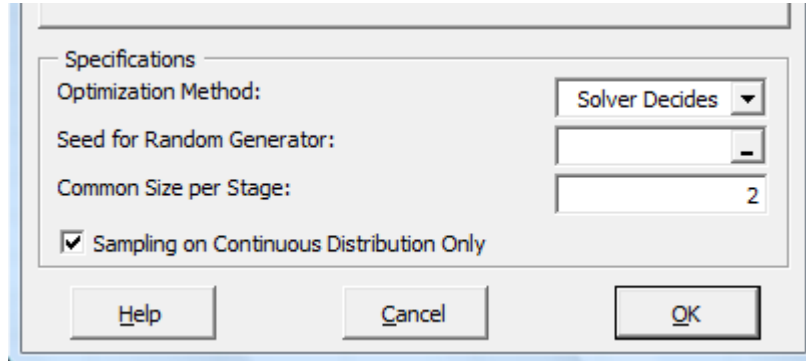 Specifications
Optimization Method: Solver Decides
Seed for Random Generator:
Common Size per Stage: 2
Sampling on Continuous Distribution Only
Help Cancel OK